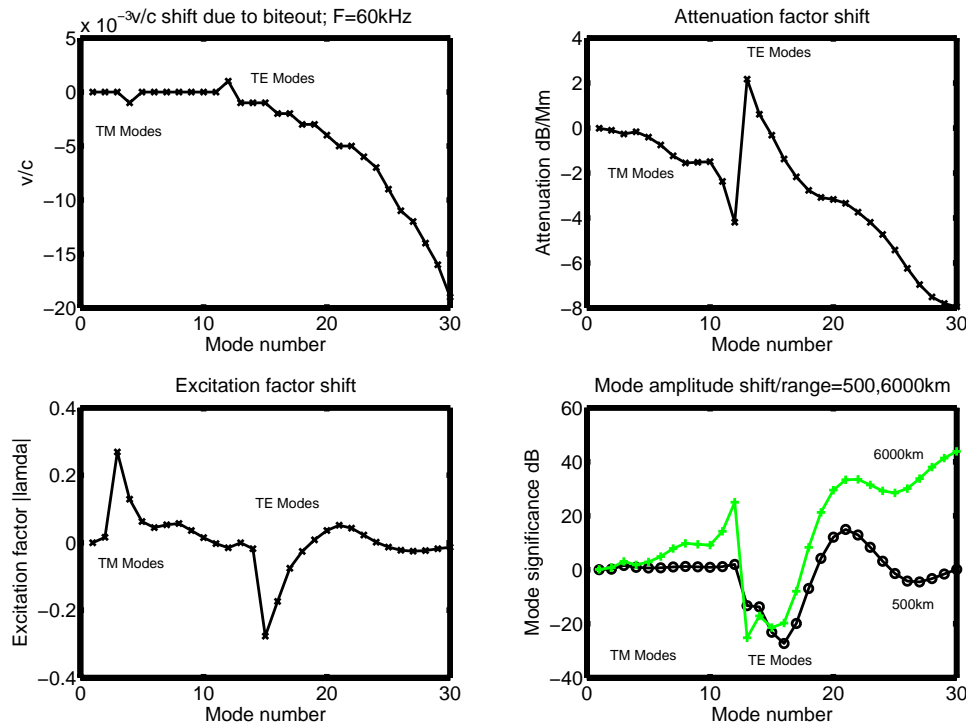 x 10⁻³v/c shift due to biteout; F=60kHz
5
0
−5
−10
−15
−20
v/c
TE Modes
TM Modes
0 10 20 30
Mode number
Attenuation factor shift
4
2
0
−2
−4
−6
−8
Attenuation dB/Mm
TE Modes
TM Modes
0 10 20 30
Mode number
Excitation factor shift
0.4
0.2
0
−0.2
−0.4
Excitation factor |lamda|
TE Modes
TM Modes
0 10 20 30
Mode number
Mode amplitude shift/range=500,6000km
60
40
20
0
−20
−40
Mode significance dB
6000km
500km
TM Modes TE Modes
0 10 20 30
Mode number